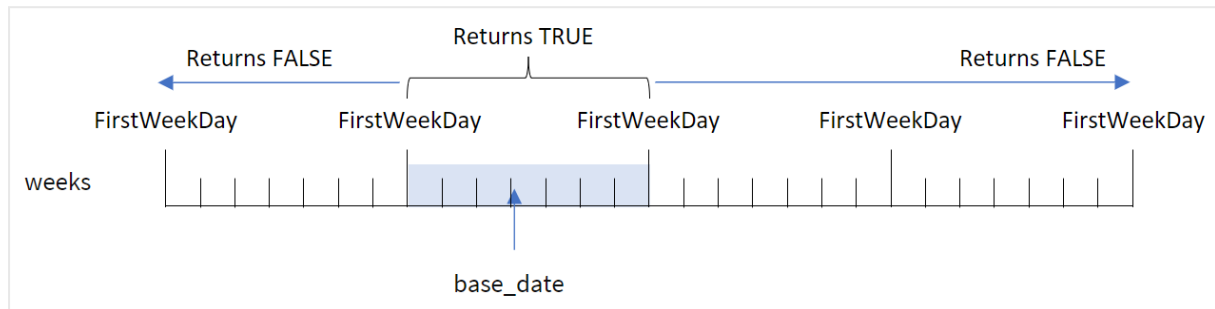 Returns TRUE
Returns FALSE Returns FALSE
FirstWeekDay FirstWeekDay FirstWeekDay FirstWeekDay FirstWeekDay
weeks
base_date